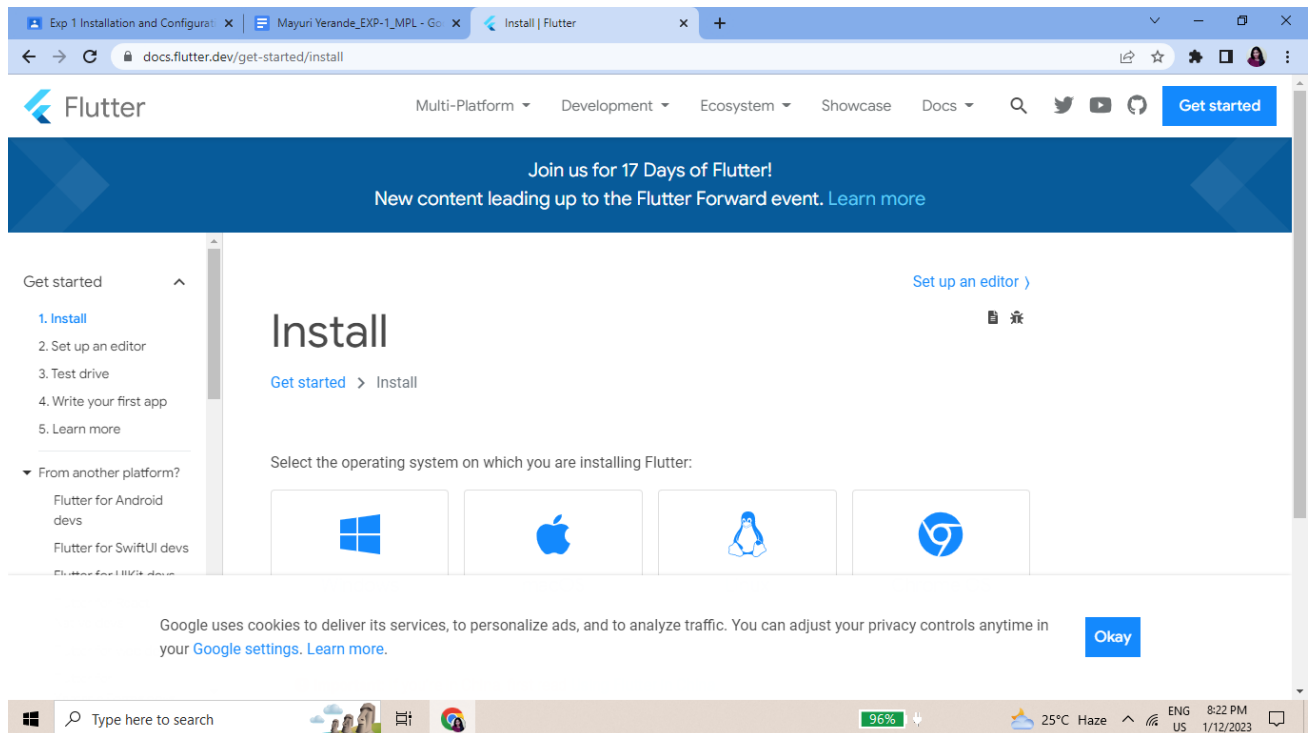 Exp 1 Installation and Configurati
Mayuri Yerande_EXP-1_MPL - Go
Install | Flutter
docs.flutter.dev/get-started/install
Flutter
Multi-Platform
Development
Ecosystem
Showcase
Docs
Get started
Join us for 17 Days of Flutter!
New content leading up to the Flutter Forward event. Learn more
Get started
1. Install
2. Set up an editor
3. Test drive
4. Write your first app
5. Learn more
From another platform?
Flutter for Android
devs
Flutter for SwiftUI devs
Flutter for UIKit devs
Set up an editor
Install
Get started > Install
Select the operating system on which you are installing Flutter:
Google uses cookies to deliver its services, to personalize ads, and to analyze traffic. You can adjust your privacy controls anytime in
your Google settings. Learn more.
Okay
Type here to search
96%
25°C Haze
ENG
US
8:22 PM
1/12/2023